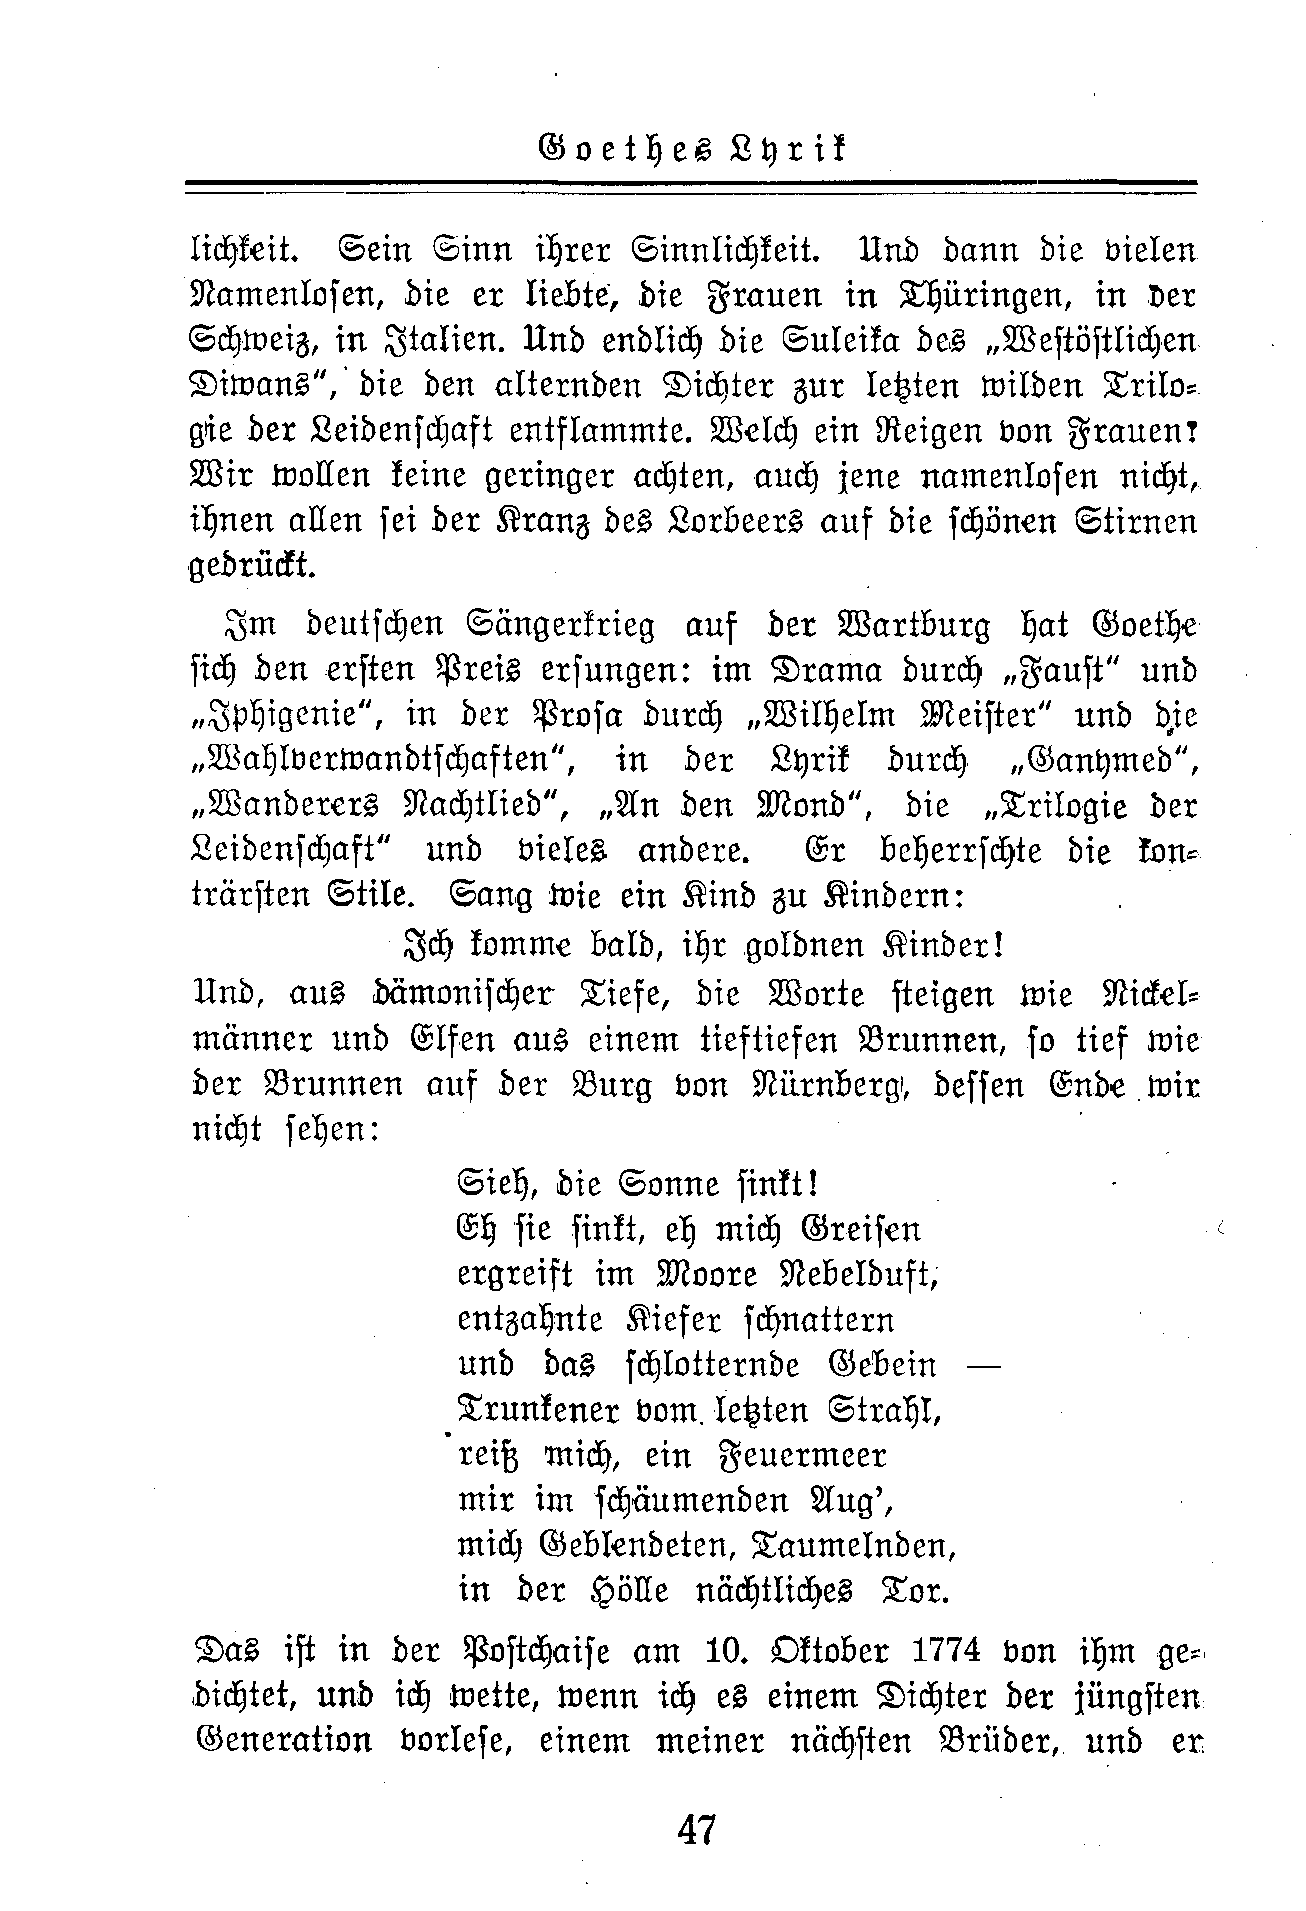 Goethes Lyrik
lichkeit. Sein Sinn ihrer Sinnlichkeit. Und dann die vielen
Namenlosen, die er liebte, die Frauen in Thüringen, in der
Schweiz, in Italien. Und endlich die Suleika des „Westöstlichen
Diwans“, die den alternden Dichter zur letzten wilden Trilo-
gie der Leidenschaft entflammte. Welch ein Reigen von Frauen!
Wir wollen keine geringer achten, auch jene namenlosen nicht,
ihnen allen sei der Kranz des Lorbeers auf die schönen Stirnen
gedrückt.
Im deutschen Sängerkrieg auf der Wartburg hat Goethe
sich den ersten Preis ersungen: im Drama durch „Faust“ und
„Iphigenie“, in der Prosa durch „Wilhelm Meister“ und die
„Wahlverwandtschaften“, in der Lyrik durch „Ganymed“,
„Wanderers Nachtlied“, „An den Mond“, die „Trilogie der
Leidenschaft“ und vieles andere. Er beherrschte die kon-
trärsten Stile. Sang wie ein Kind zu Kindern:
Ich komme bald, ihr goldnen Kinder!
Und, aus dämonischer Tiefe, die Worte steigen wie Nickel-
männer und Elfen aus einem tieftiefen Brunnen, so tief wie
der Brunnen auf der Burg von Nürnberg, dessen Ende wir
nicht sehen:
Sieh, die Sonne sinkt!
Eh sie sinkt, eh mich Greisen
ergreift im Moore Nebelduft,
entzahnte Kiefer schnattern
und das schlotternde Gebein —
Trunkener vom letzten Strahl,
reiß mich, ein Feuermeer
mir im schäumenden Aug’,
mich Geblendeten, Taumelnden,
in der Hölle nächtliches Tor.
Das ist in der Postchaise am 10. Oktober 1774 von ihm ge-
dichtet, und ich wette, wenn ich es einem Dichter der jüngsten
Generation vorlese, einem meiner nächsten Brüder, und er
47